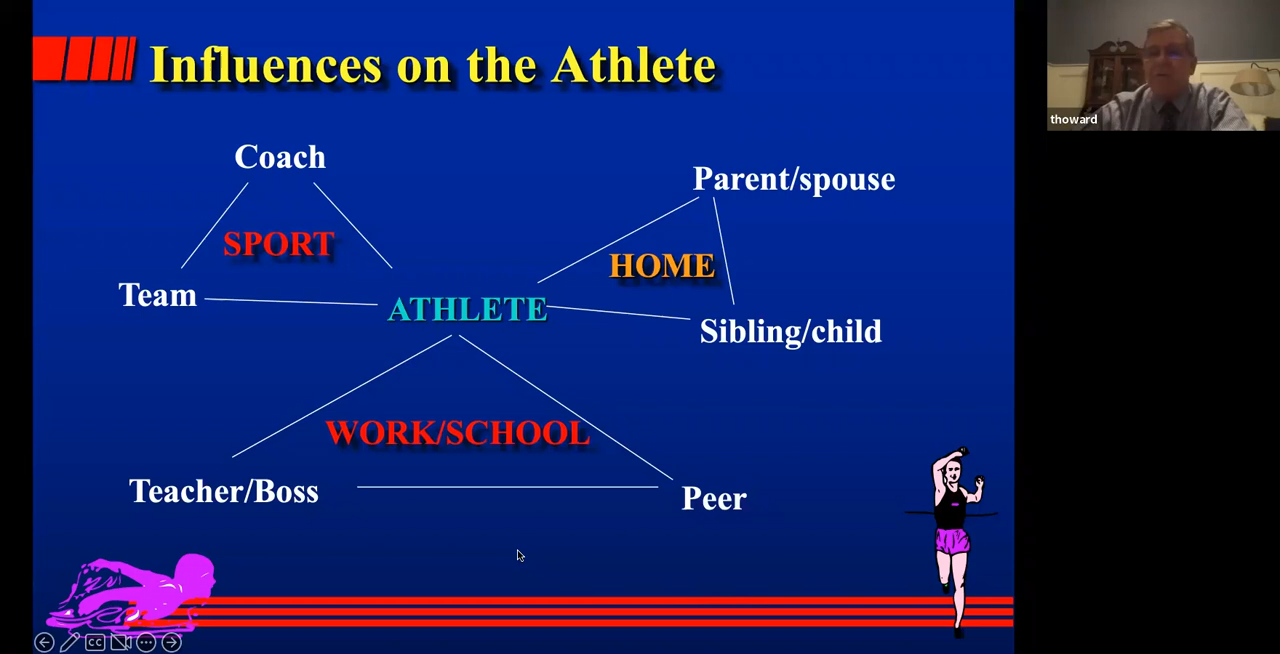 Influences on the Athlete
thoward
Coach
Parent/spouse
SPORT
HOME
Team
ATHLETE
Sibling/child
WORK/SCHOOL
Teacher/Boss
Peer
CC